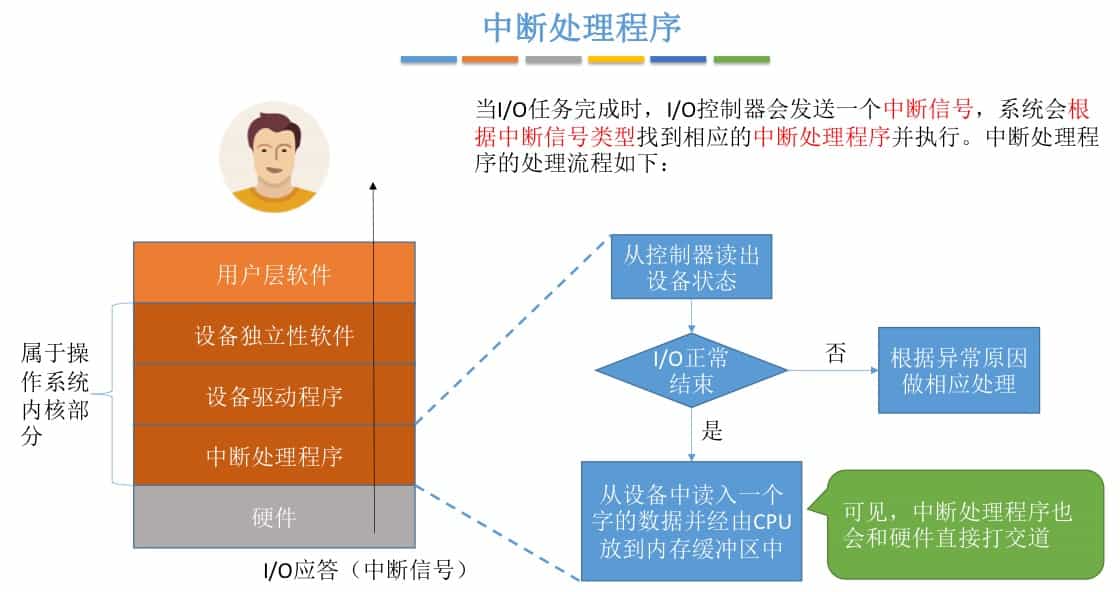 中断处理程序
当I/O任务完成时，I/O控制器会发送一个中断信号，系统会根
据中断信号类型找到相应的中断处理程序并执行。中断处理程
序的处理流程如下：
用户层软件
设备独立性软件
设备驱动程序
中断处理程序
硬件
属于操
作系统
内核部
分
I/O应答（中断信号）
从控制器读出
设备状态
I/O正常
结束
否
根据异常原因
做相应处理
是
从设备中读入一个
字的数据并经由CPU
放到内存缓冲区中
可见，中断处理程序也
会和硬件直接打交道